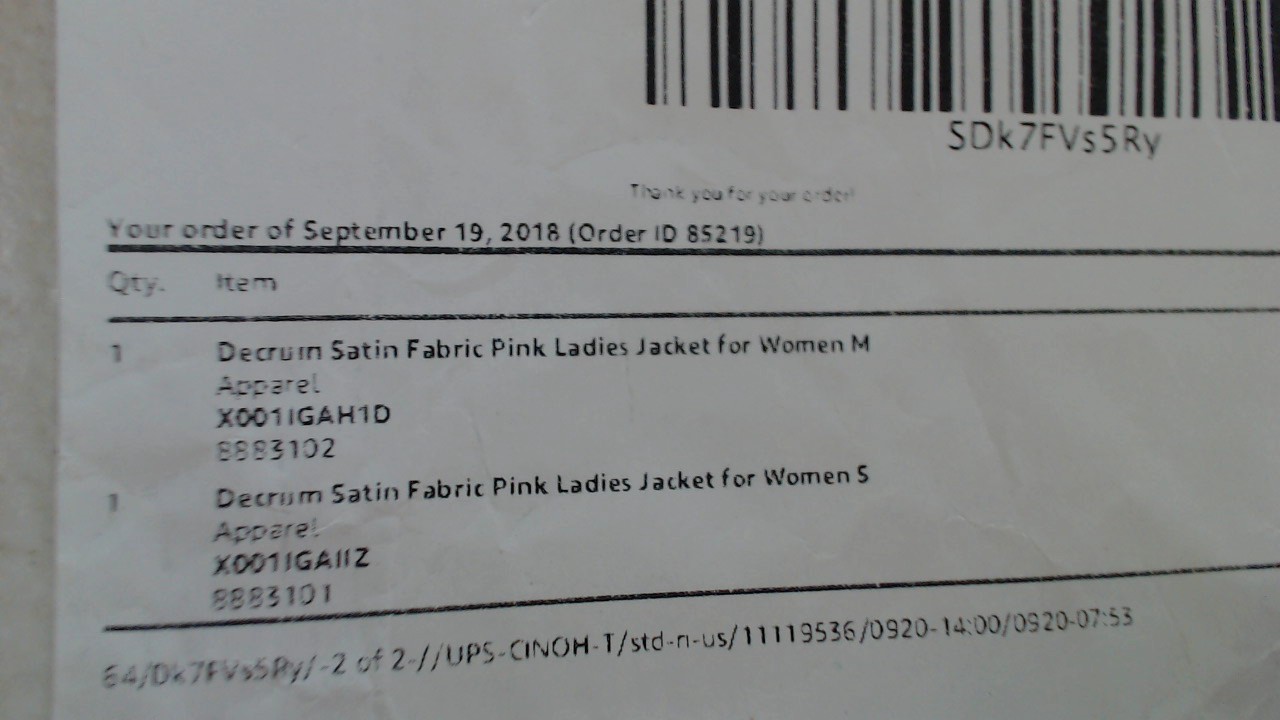 SDk7FVs5Ry
Thank you for your order!
Your order of September 19, 2018 (Order ID 85219)
Qty. Item
1 Decrum Satin Fabric Pink Ladies Jacket for Women M
Apparel
X001IGAH1D
8883102
1 Decrum Satin Fabric Pink Ladies Jacket for Women S
Apparel
X001IGAIIZ
8883101
64/Dk7FVs5Ry/-2 of 2-//UPS-CINOH-T/std-n-us/11119536/0920-14:00/0920-07:53